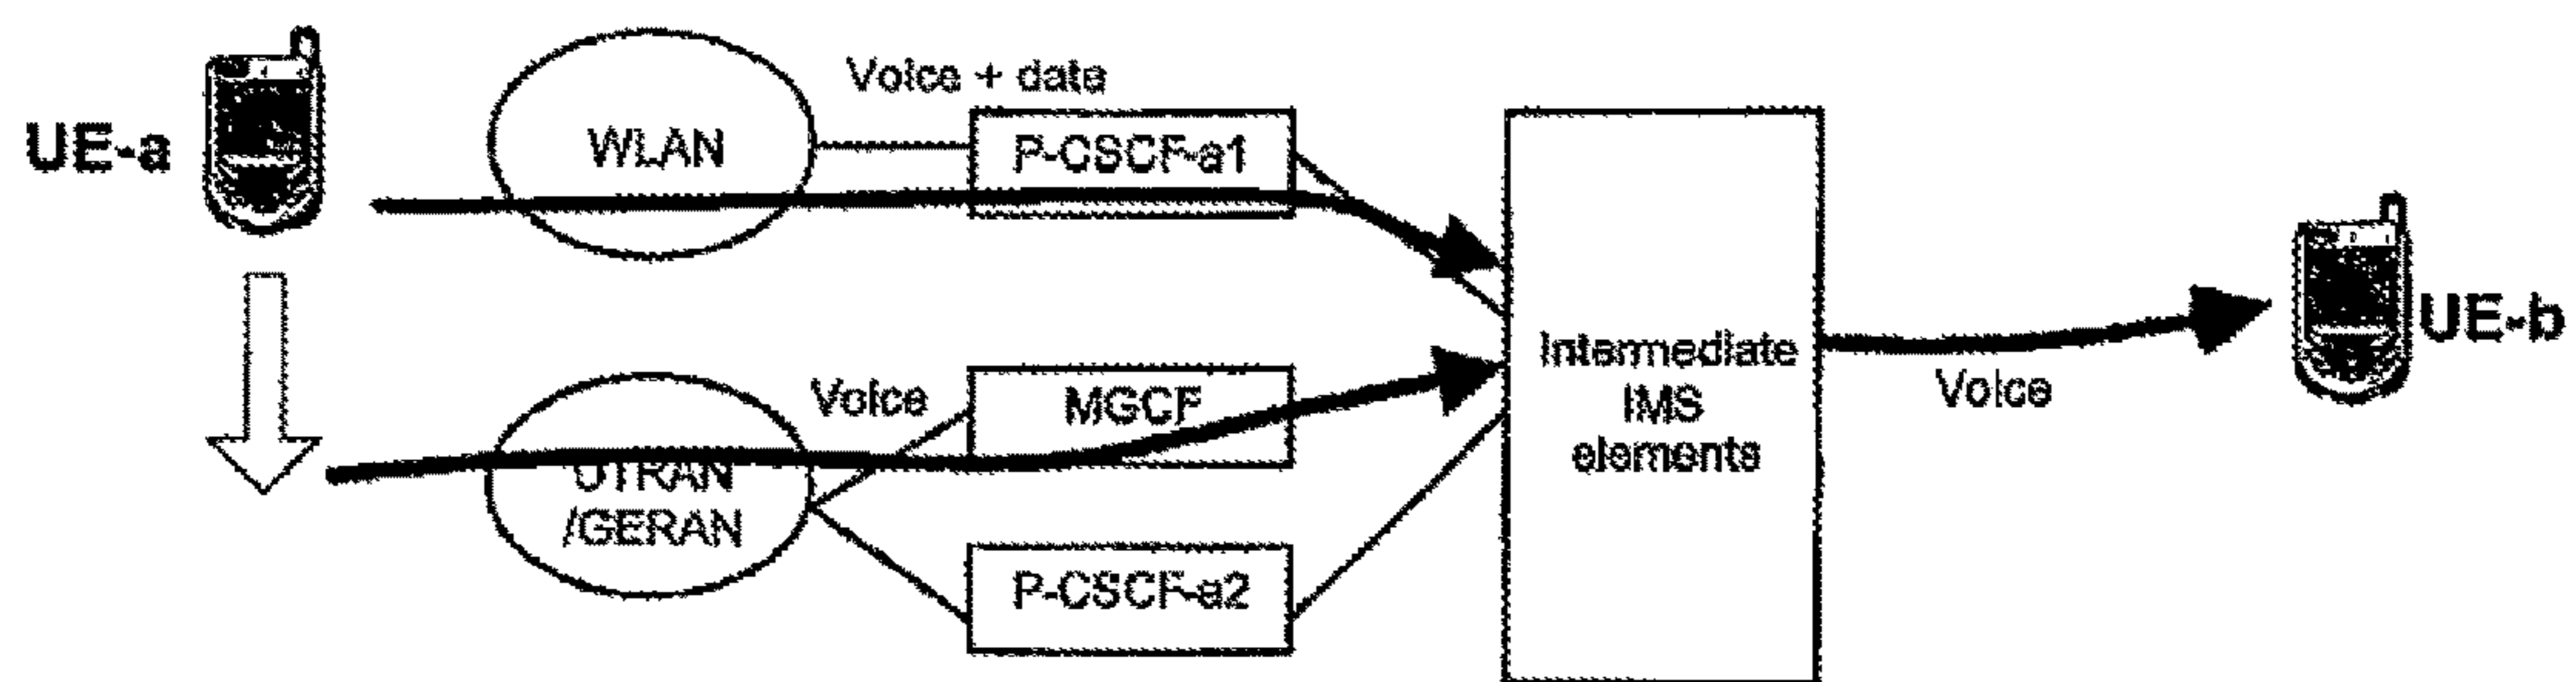 UE-a
WLAN
Voice + date
P-CSCF-a1
UTRAN
/GERAN
Voice
MGCF
P-CSCF-a2
Intermediate
IMS
elements
Voice
UE-b